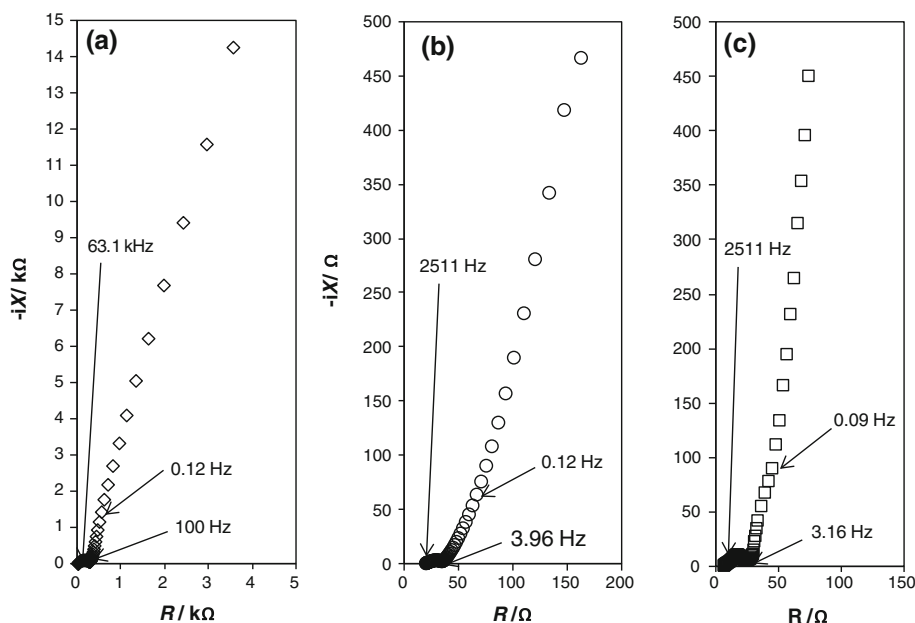 (a)
15
14
13
12
11
10
9
8
7
6
5
4
3
2
1
0
-iX/ kΩ
63.1 kHz
0.12 Hz
100 Hz
0 1 2 3 4 5
R / kΩ
(b)
500
450
400
350
300
250
200
150
100
50
0
-iX/ Ω
2511 Hz
0.12 Hz
3.96 Hz
0 50 100 150 200
R /Ω
(c)
500
450
400
350
300
250
200
150
100
50
0
2511 Hz
0.09 Hz
3.16 Hz
0 50 100 150
R /Ω